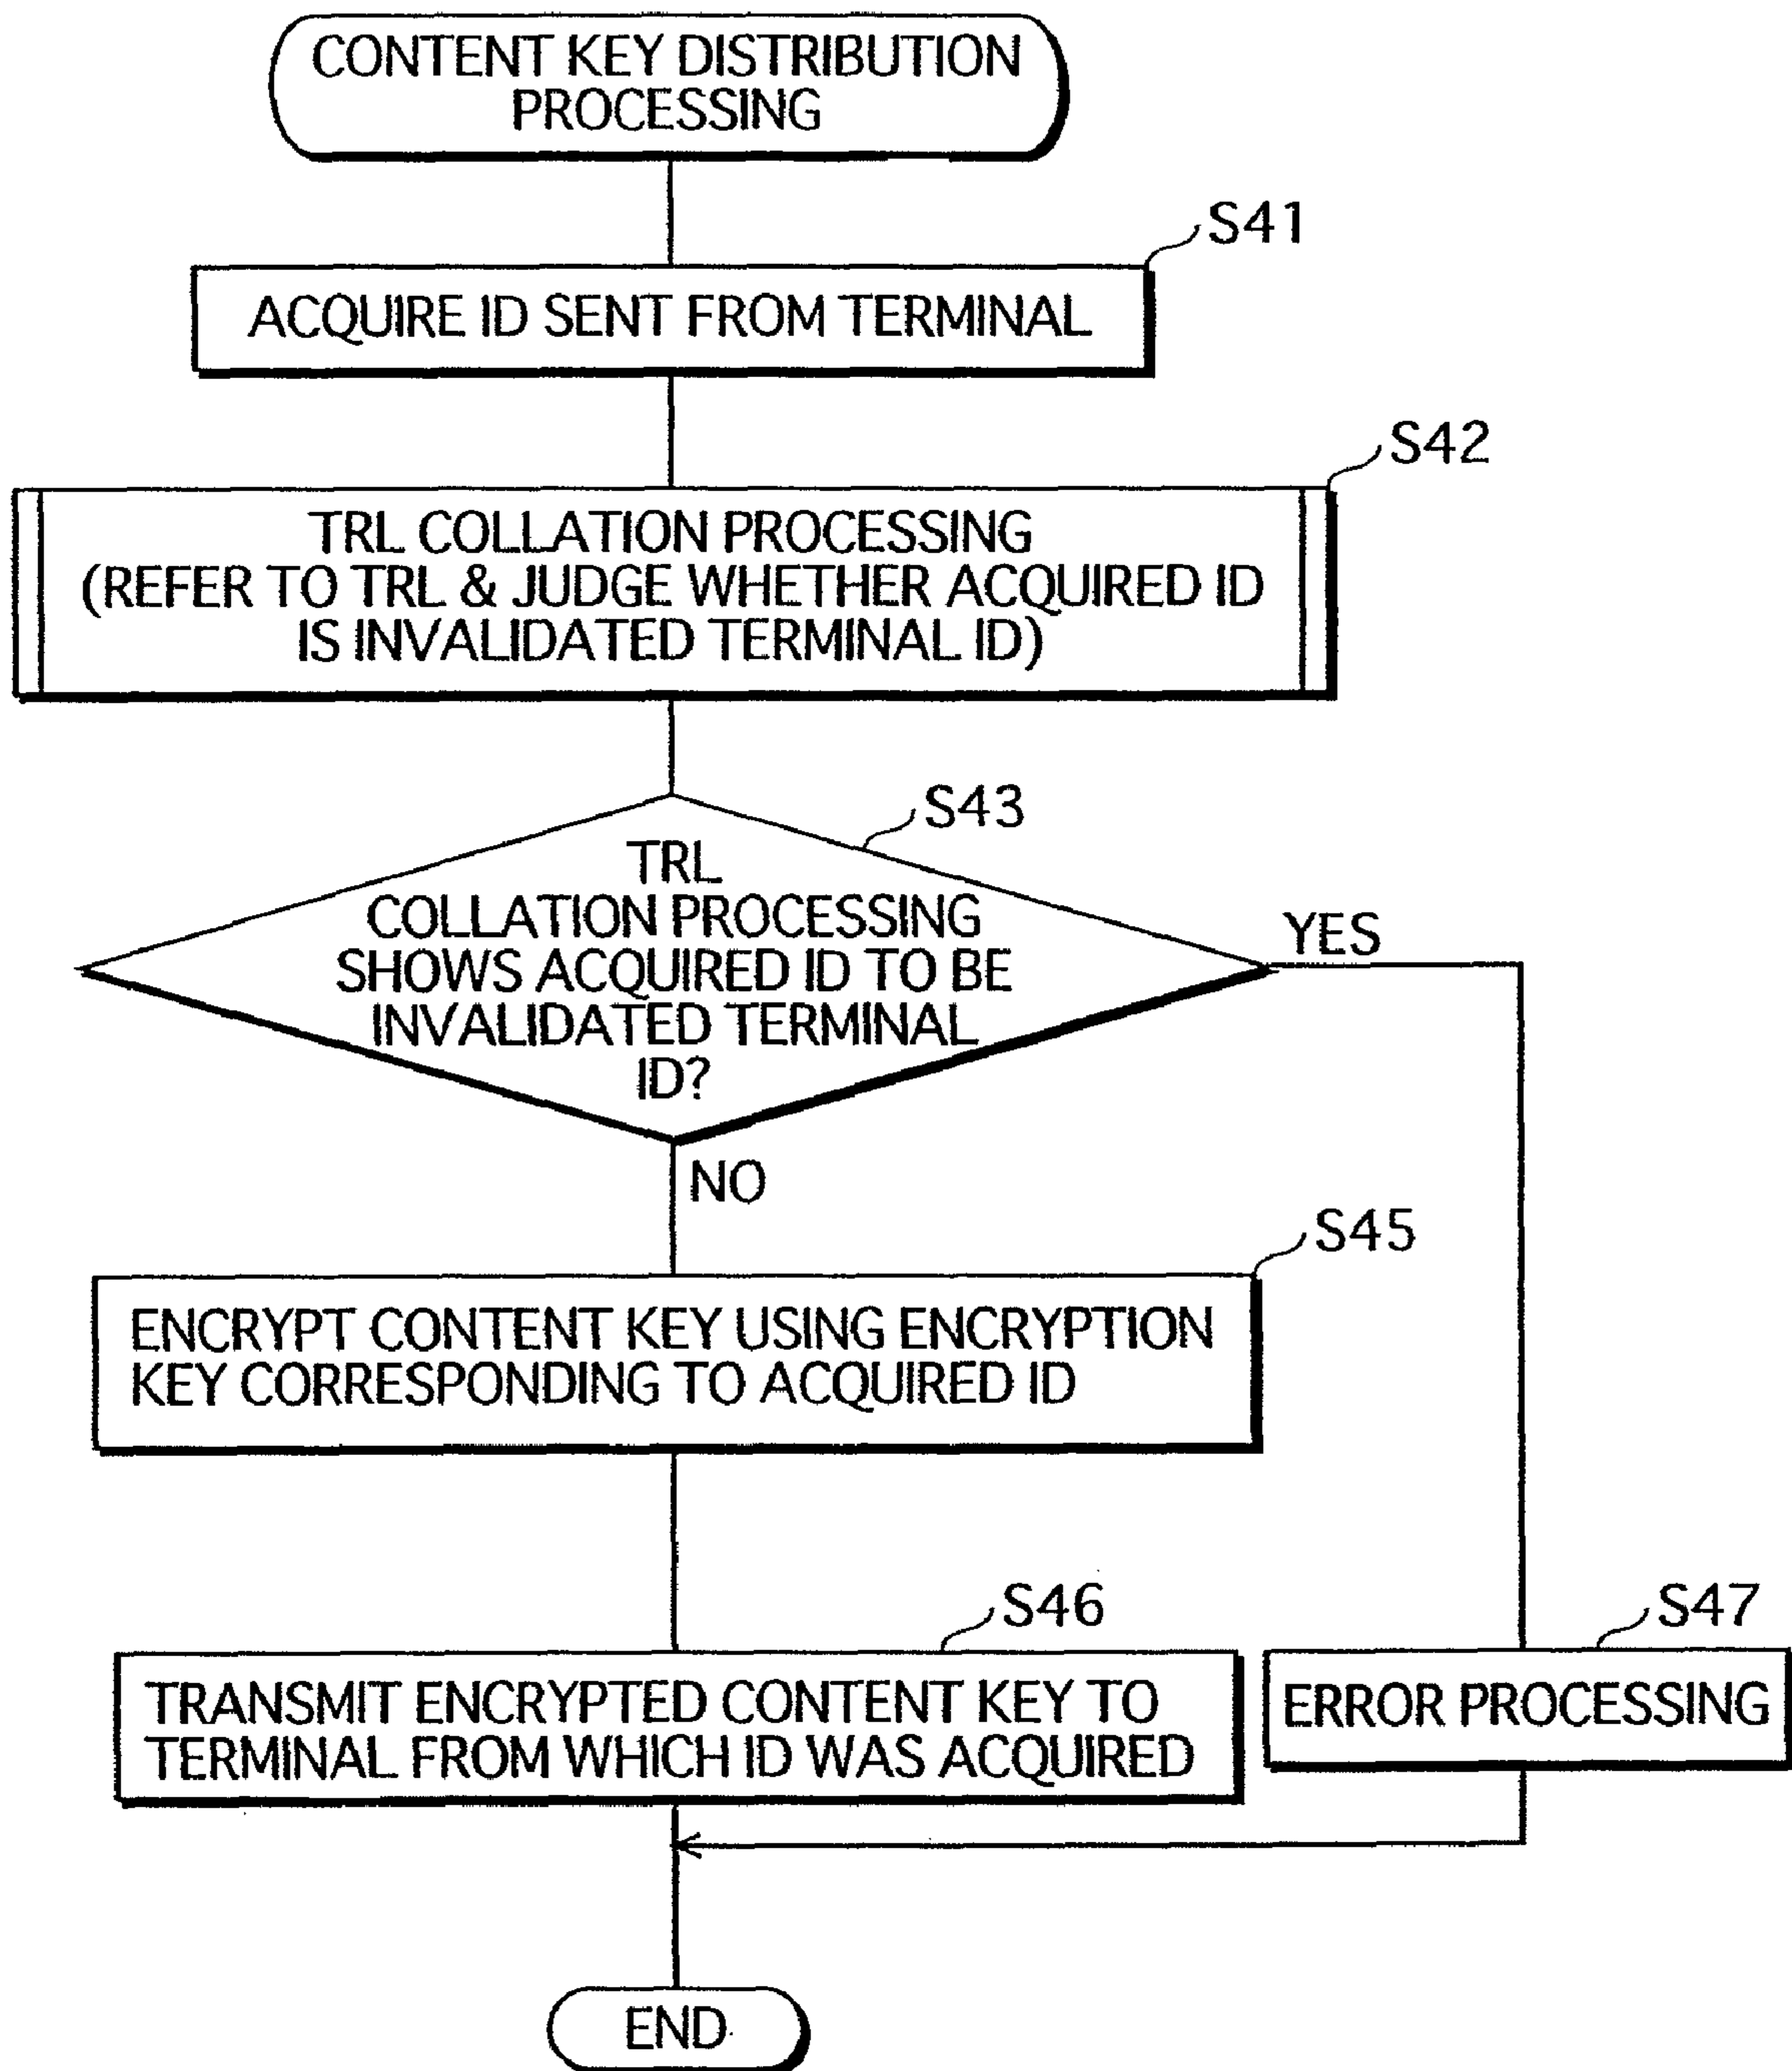 CONTENT KEY DISTRIBUTION
PROCESSING
S41
ACQUIRE ID SENT FROM TERMINAL
S42
TRL COLLATION PROCESSING
(REFER TO TRL & JUDGE WHETHER ACQUIRED ID
IS INVALIDATED TERMINAL ID)
S43
TRL
COLLATION PROCESSING
SHOWS ACQUIRED ID TO BE
INVALIDATED TERMINAL
ID?
YES
NO
S45
ENCRYPT CONTENT KEY USING ENCRYPTION
KEY CORRESPONDING TO ACQUIRED ID
S46
TRANSMIT ENCRYPTED CONTENT KEY TO
TERMINAL FROM WHICH ID WAS ACQUIRED
S47
ERROR PROCESSING
END